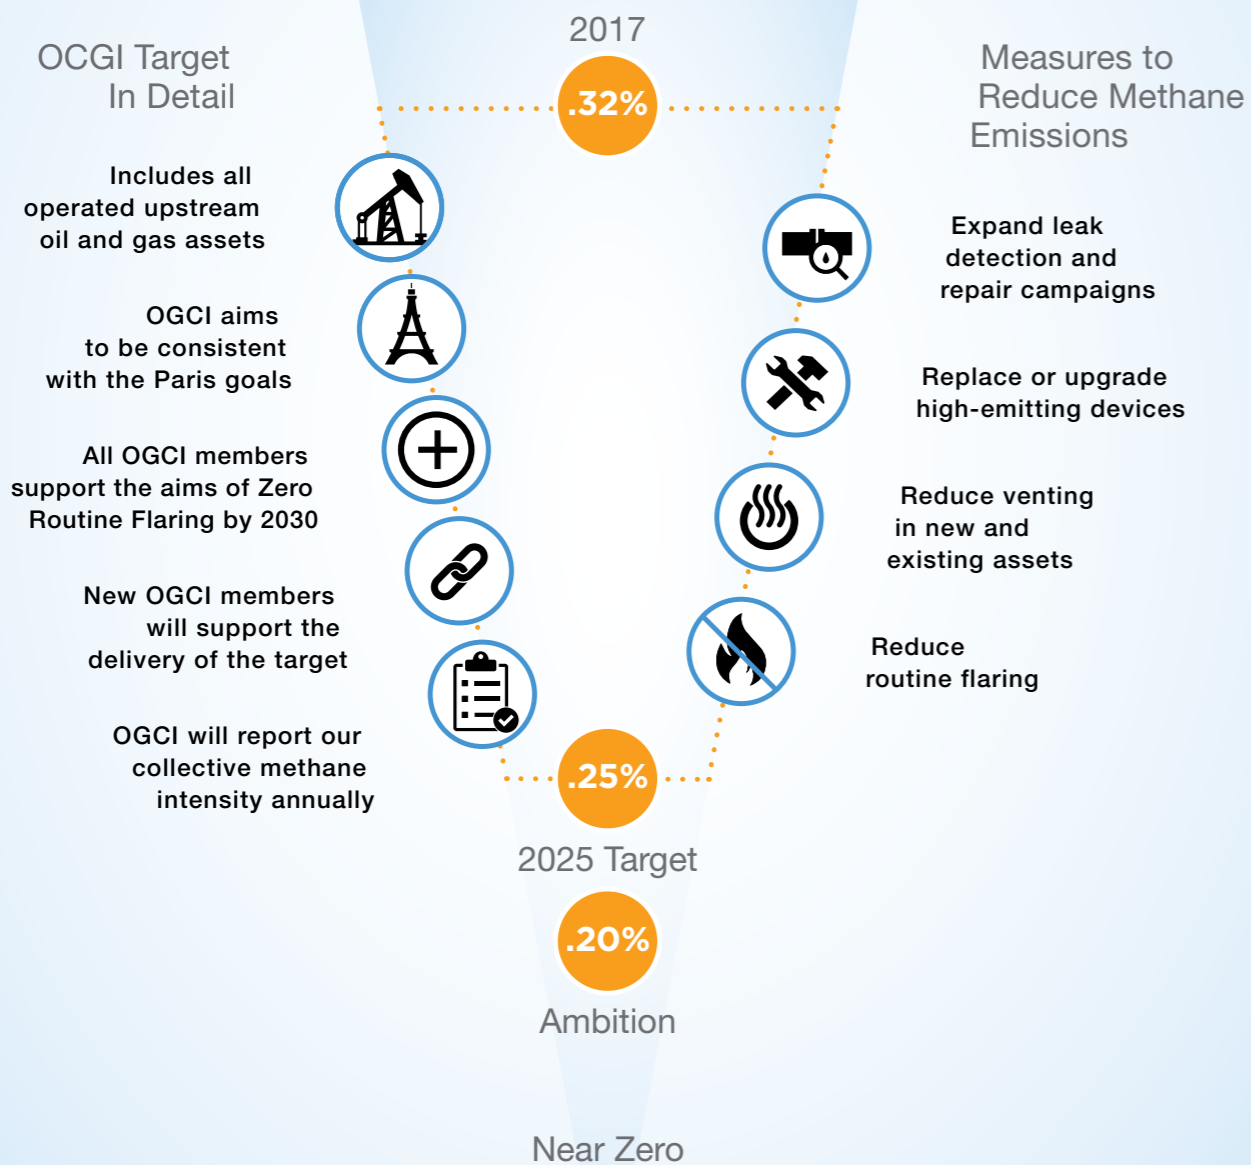 OCGI Target
In Detail
Includes all
operated upstream
oil and gas assets
OGCI aims
to be consistent
with the Paris goals
All OGCI members
support the aims of Zero
Routine Flaring by 2030
New OGCI members
will support the
delivery of the target
OGCI will report our
collective methane
intensity annually
2017
.32%
.25%
2025 Target
.20%
Ambition
Near Zero
Measures to
Reduce Methane
Emissions
Expand leak
detection and
repair campaigns
Replace or upgrade
high-emitting devices
Reduce venting
in new and
existing assets
Reduce
routine flaring